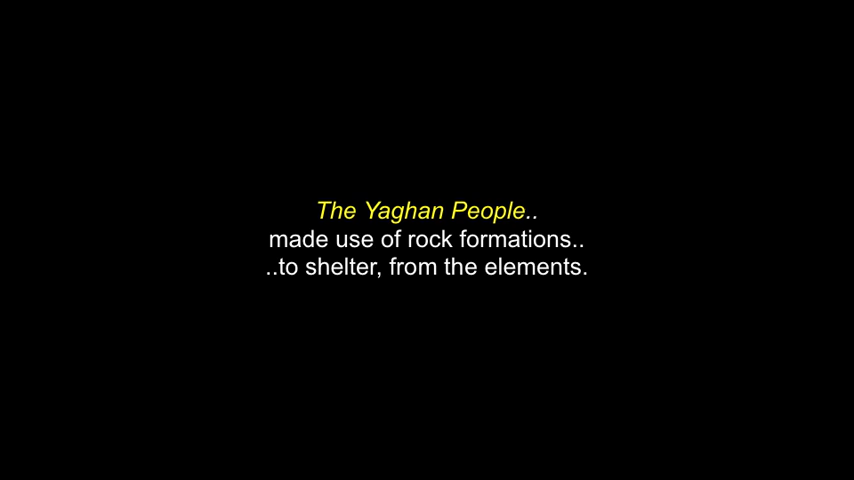 The Yaghan People..
made use of rock formations..
..to shelter, from the elements.